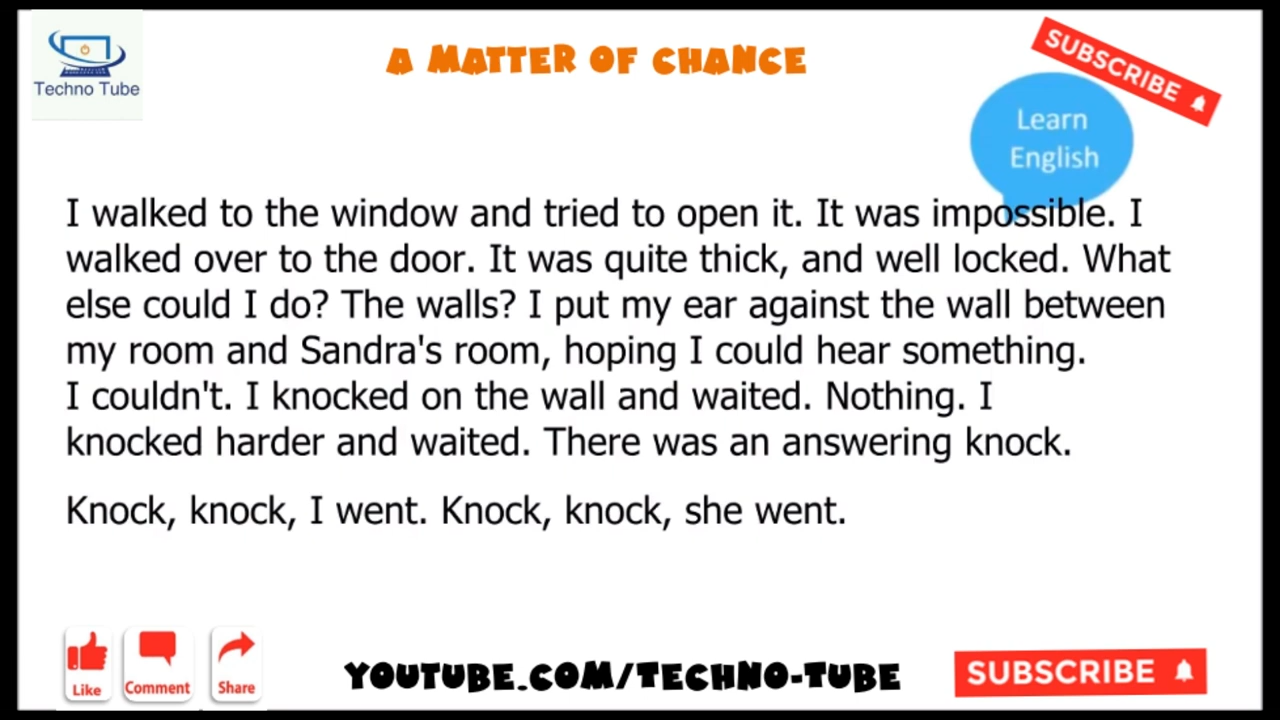 Techno Tube
A MATTER OF CHANCE
SUBSCRIBE
Learn
English
I walked to the window and tried to open it. It was impossible. I
walked over to the door. It was quite thick, and well locked. What
else could I do? The walls? I put my ear against the wall between
my room and Sandra's room, hoping I could hear something.
I couldn't. I knocked on the wall and waited. Nothing. I
knocked harder and waited. There was an answering knock.
Knock, knock, I went. Knock, knock, she went.
Like
Comment
Share
YOUTUBE.COM/TECHNO-TUBE
SUBSCRIBE